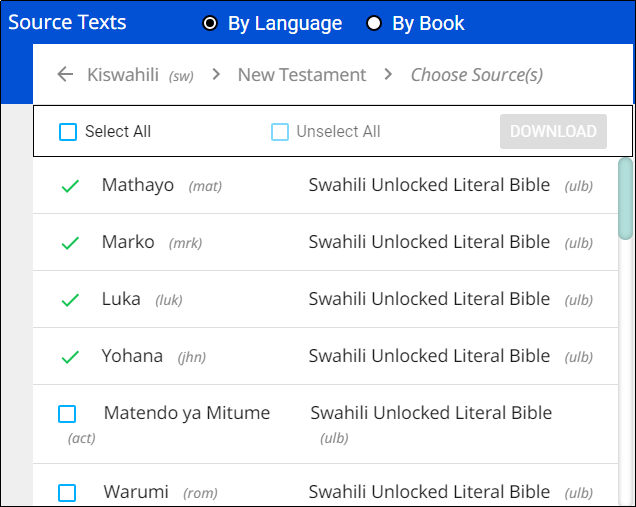 Source Texts By Language By Book
Kiswahili (sw) > New Testament > Choose Source(s)
Select All Unselect All DOWNLOAD
Mathayo (mat) Swahili Unlocked Literal Bible (ulb)
Marko (mrk) Swahili Unlocked Literal Bible (ulb)
Luka (luk) Swahili Unlocked Literal Bible (ulb)
Yohana (jhn) Swahili Unlocked Literal Bible (ulb)
Matendo ya Mitume Swahili Unlocked Literal Bible
(act) (ulb)
Warumi (rom) Swahili Unlocked Literal Bible (ulb)